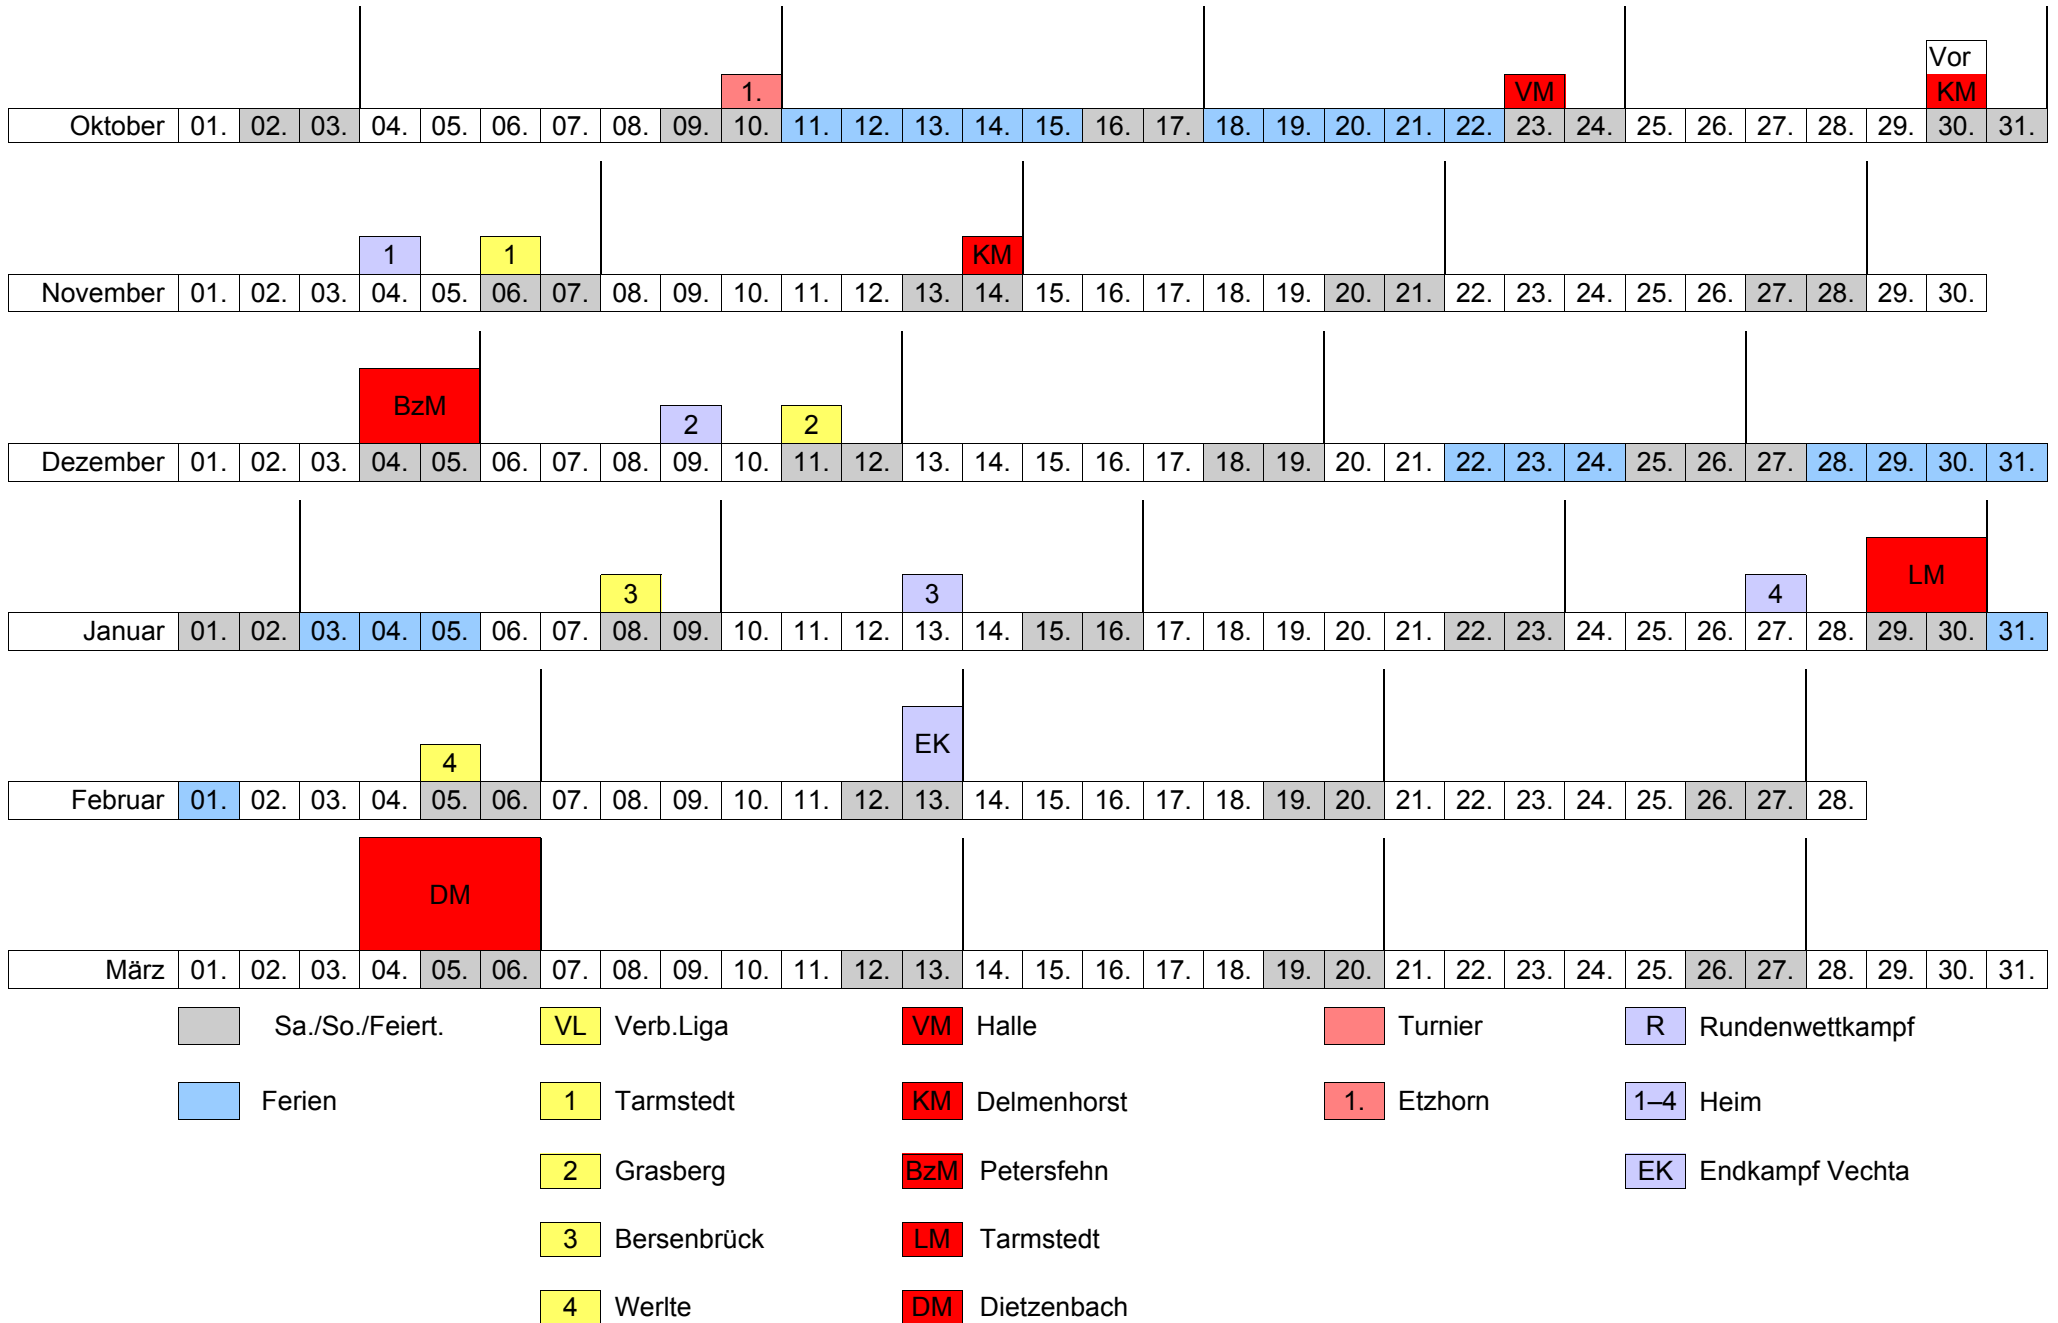 Vor
1. VM KM
Oktober 01. 02. 03. 04. 05. 06. 07. 08. 09. 10. 11. 12. 13. 14. 15. 16. 17. 18. 19. 20. 21. 22. 23. 24. 25. 26. 27. 28. 29. 30. 31.
1 1 KM
November 01. 02. 03. 04. 05. 06. 07. 08. 09. 10. 11. 12. 13. 14. 15. 16. 17. 18. 19. 20. 21. 22. 23. 24. 25. 26. 27. 28. 29. 30.
BzM 2 2
Dezember 01. 02. 03. 04. 05. 06. 07. 08. 09. 10. 11. 12. 13. 14. 15. 16. 17. 18. 19. 20. 21. 22. 23. 24. 25. 26. 27. 28. 29. 30. 31.
3 3 4 LM
Januar 01. 02. 03. 04. 05. 06. 07. 08. 09. 10. 11. 12. 13. 14. 15. 16. 17. 18. 19. 20. 21. 22. 23. 24. 25. 26. 27. 28. 29. 30. 31.
4 EK
Februar 01. 02. 03. 04. 05. 06. 07. 08. 09. 10. 11. 12. 13. 14. 15. 16. 17. 18. 19. 20. 21. 22. 23. 24. 25. 26. 27. 28.
DM
März 01. 02. 03. 04. 05. 06. 07. 08. 09. 10. 11. 12. 13. 14. 15. 16. 17. 18. 19. 20. 21. 22. 23. 24. 25. 26. 27. 28. 29. 30. 31.
Sa./So./Feiert. VL Verb.Liga VM Halle Turnier R Rundenwettkampf
Ferien 1 Tarmstedt KM Delmenhorst 1. Etzhorn 1–4 Heim
2 Grasberg BzM Petersfehn EK Endkampf Vechta
3 Bersenbrück LM Tarmstedt
4 Werlte DM Dietzenbach